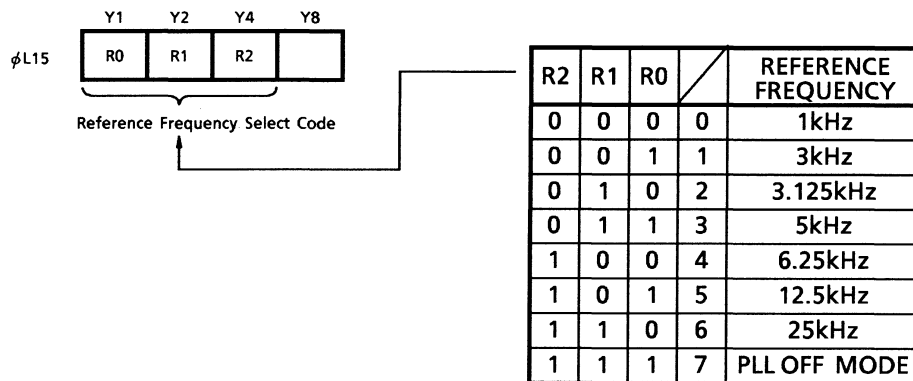 Y1 Y2 Y4 Y8
φL15 R0 R1 R2
Reference Frequency Select Code
R2 R1 R0 REFERENCE FREQUENCY
0 0 0 0 1kHz
0 0 1 1 3kHz
0 1 0 2 3.125kHz
0 1 1 3 5kHz
1 0 0 4 6.25kHz
1 0 1 5 12.5kHz
1 1 0 6 25kHz
1 1 1 7 PLL OFF MODE